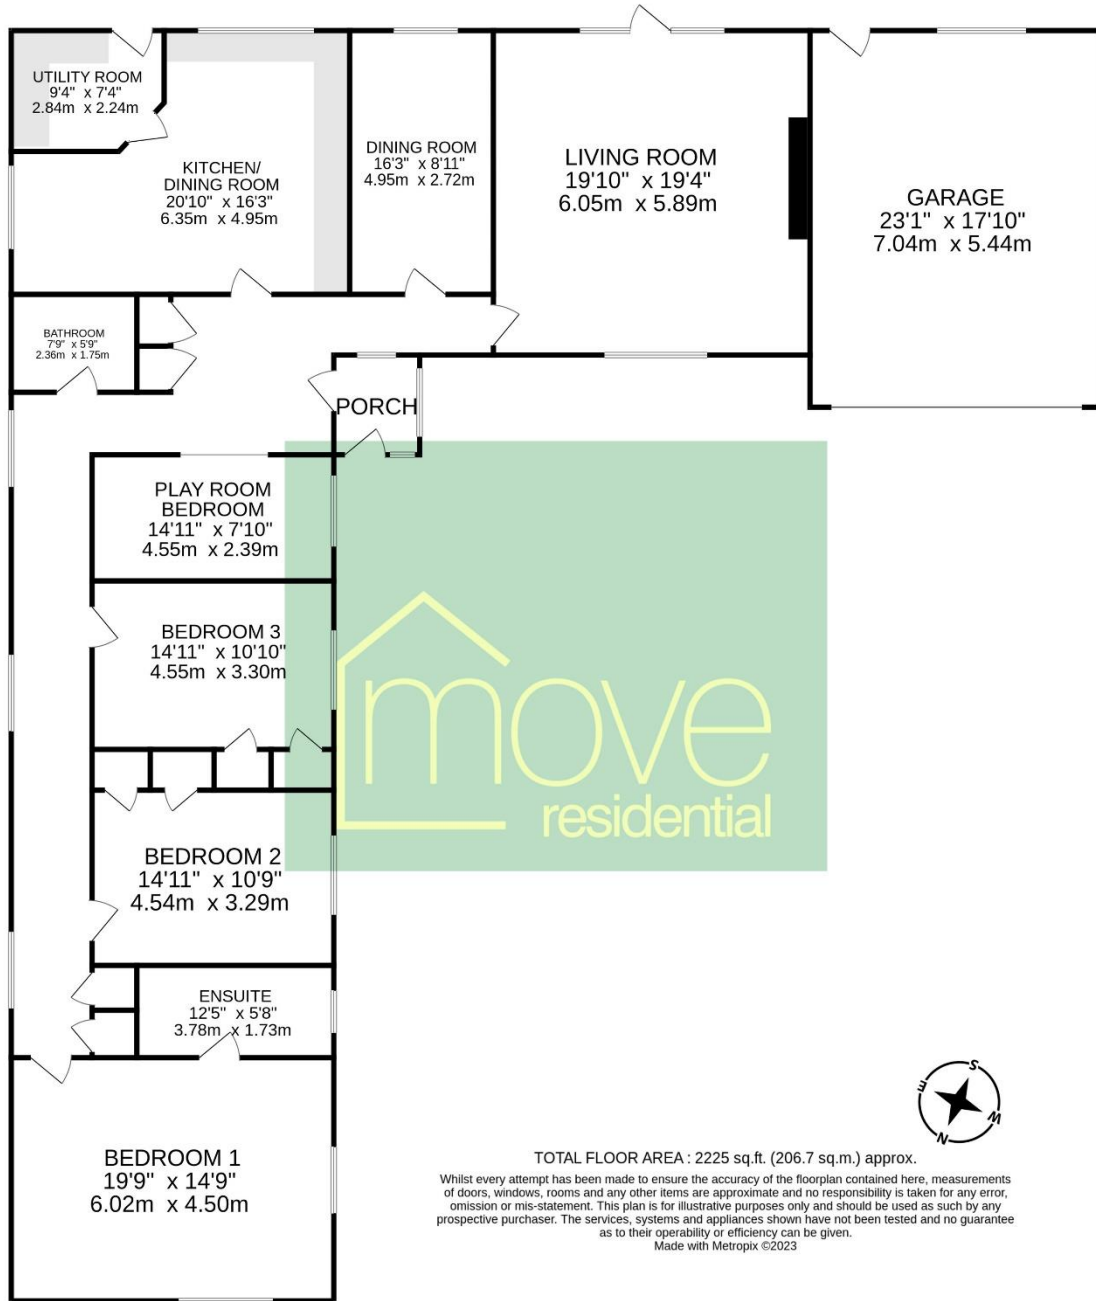 UTILITY ROOM
9'4" x 7'4"
2.84m x 2.24m
KITCHEN/
DINING ROOM
20'10" x 16'3"
6.35m x 4.95m
DINING ROOM
16'3" x 8'11"
4.95m x 2.72m
LIVING ROOM
19'10" x 19'4"
6.05m x 5.89m
GARAGE
23'1" x 17'10"
7.04m x 5.44m
BATHROOM
7'9" x 5'9"
2.36m x 1.75m
PORCH
PLAY ROOM
BEDROOM
14'11" x 7'10"
4.55m x 2.39m
BEDROOM 3
14'11" x 10'10"
4.55m x 3.30m
move
residential
BEDROOM 2
14'11" x 10'9"
4.54m x 3.29m
ENSUITE
12'5" x 5'8"
3.78m x 1.73m
BEDROOM 1
19'9" x 14'9"
6.02m x 4.50m
S
E
W
N
TOTAL FLOOR AREA : 2225 sq.ft. (206.7 sq.m.) approx.
Whilst every attempt has been made to ensure the accuracy of the floorplan contained here, measurements
of doors, windows, rooms and any other items are approximate and no responsibility is taken for any error,
omission or mis-statement. This plan is for illustrative purposes only and should be used as such by any
prospective purchaser. The services, systems and appliances shown have not been tested and no guarantee
as to their operability or efficiency can be given.
Made with Metropix ©2023